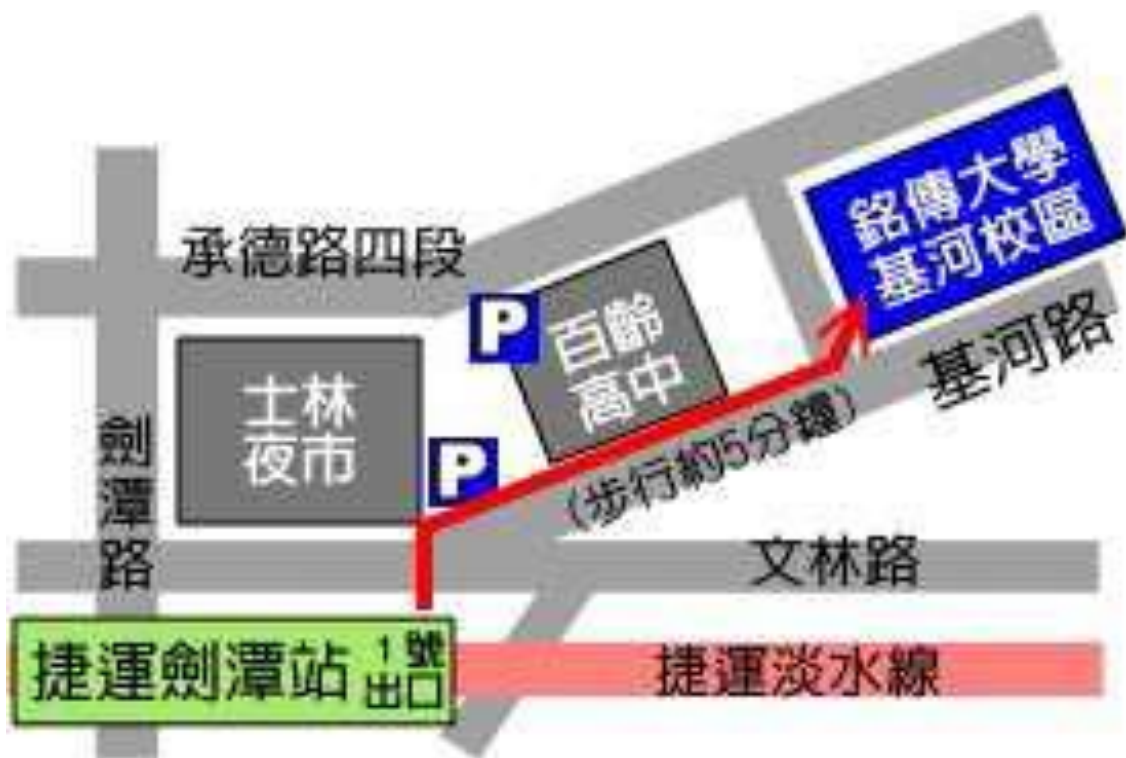 銘傳大學
基河校區
承德路四段
P
百齡
高中
基河路
士林
夜市
P
(步行約5分鐘)
劍潭路
文林路
捷運劍潭站 1號出口
捷運淡水線